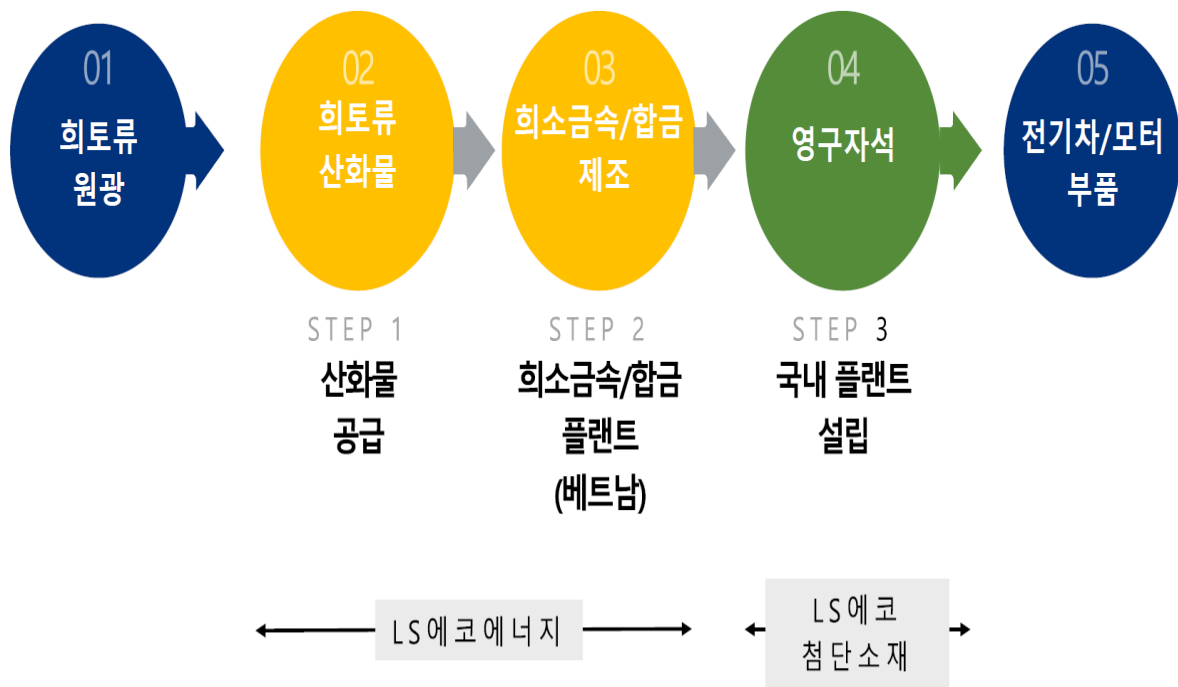 01
희토류
원광
02
희토류
산화물
03
희소금속/합금
제조
04
영구자석
05
전기차/모터
부품
STEP 1
산화물
공급
STEP 2
희소금속/합금
플랜트
(베트남)
STEP 3
국내 플랜트
설립
LS에코에너지
LS에코
첨단소재